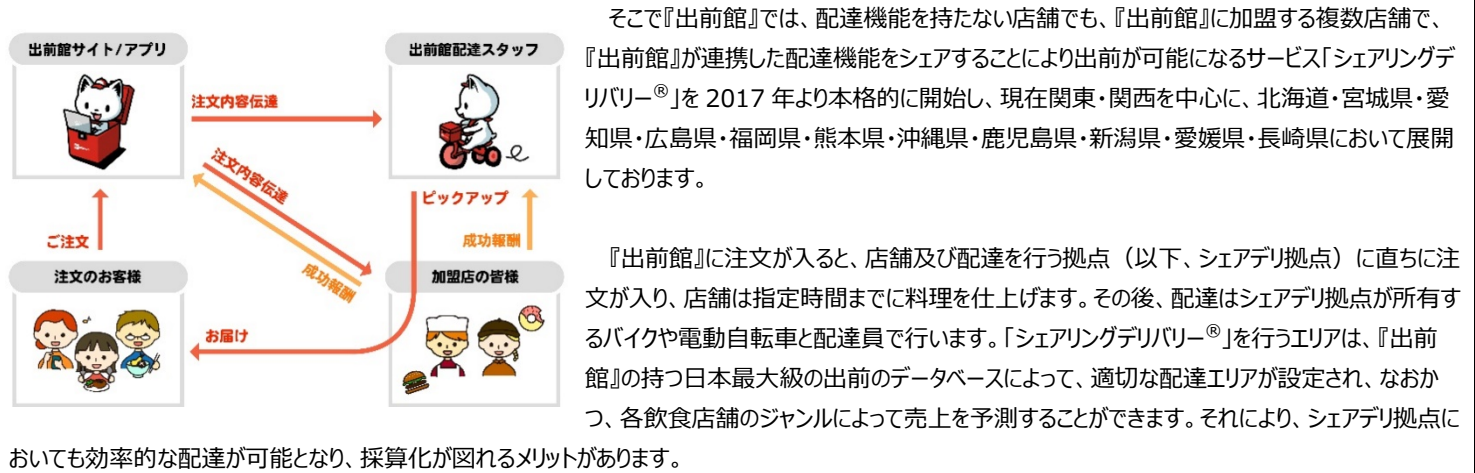 出前館サイト/アプリ
出前館配達スタッフ
注文内容伝達
注文内容伝達
成功報酬
ピックアップ
成功報酬
ご注文
注文のお客様
加盟店の皆様
お届け
そこで『出前館』では、配達機能を持たない店舗でも、『出前館』に加盟する複数店舗で、
『出前館』が連携した配達機能をシェアすることにより出前が可能になるサービス「シェアリングデ
リバリー®」を 2017 年より本格的に開始し、現在関東・関西を中心に、北海道・宮城県・愛
知県・広島県・福岡県・熊本県・沖縄県・鹿児島県・新潟県・愛媛県・長崎県において展開
しております。
『出前館』に注文が入ると、店舗及び配達を行う拠点（以下、シェアデリ拠点）に直ちに注
文が入り、店舗は指定時間までに料理を仕上げます。その後、配達はシェアデリ拠点が所有す
るバイクや電動自転車と配達員で行います。「シェアリングデリバリー®」を行うエリアは、『出前
館』の持つ日本最大級の出前のデータベースによって、適切な配達エリアが設定され、なおか
つ、各飲食店舗のジャンルによって売上を予測することができます。それにより、シェアデリ拠点に
おいても効率的な配達が可能となり、採算化が図れるメリットがあります。